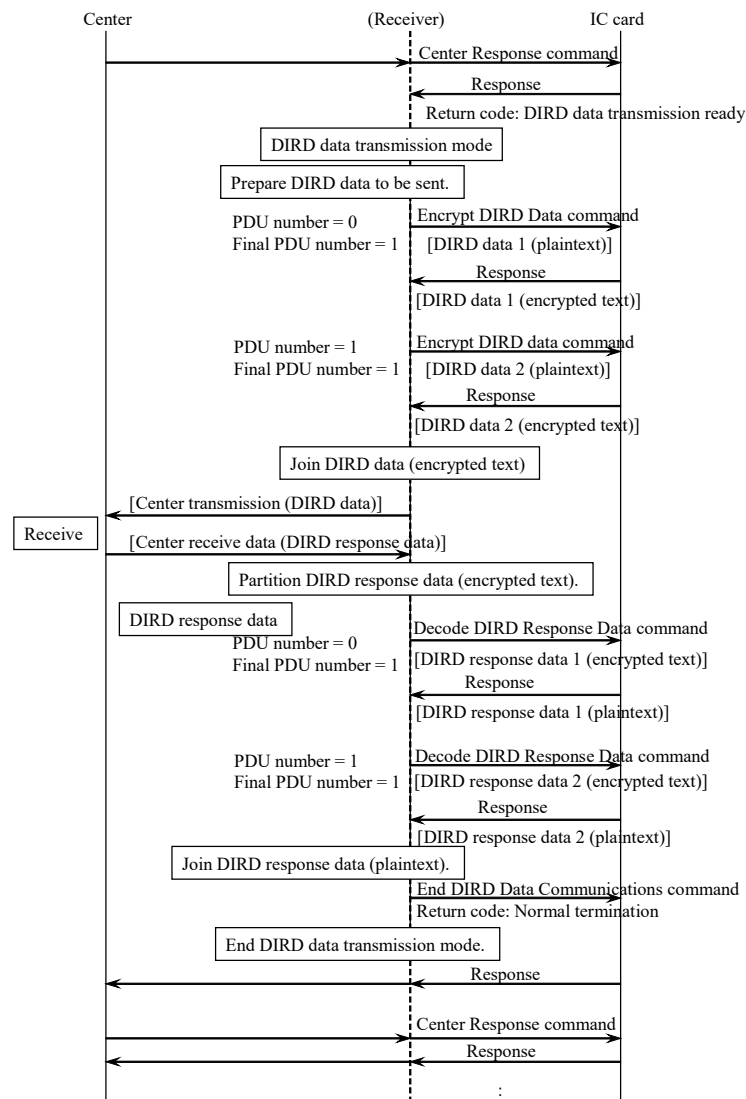 Center (Receiver) IC card
Center Response command
Response
Return code: DIRD data transmission ready
DIRD data transmission mode
Prepare DIRD data to be sent.
PDU number = 0
Final PDU number = 1
Encrypt DIRD Data command
[DIRD data 1 (plaintext)]
Response
[DIRD data 1 (encrypted text)]
PDU number = 1
Final PDU number = 1
Encrypt DIRD data command
[DIRD data 2 (plaintext)]
Response
[DIRD data 2 (encrypted text)]
Join DIRD data (encrypted text)
[Center transmission (DIRD data)]
Receive
[Center receive data (DIRD response data)]
Partition DIRD response data (encrypted text).
DIRD response data
PDU number = 0
Final PDU number = 1
Decode DIRD Response Data command
[DIRD response data 1 (encrypted text)]
Response
[DIRD response data 1 (plaintext)]
PDU number = 1
Final PDU number = 1
Decode DIRD Response Data command
[DIRD response data 2 (encrypted text)]
Response
[DIRD response data 2 (plaintext)]
Join DIRD response data (plaintext).
End DIRD Data Communications command
Return code: Normal termination
End DIRD data transmission mode.
Response
Center Response command
Response
: